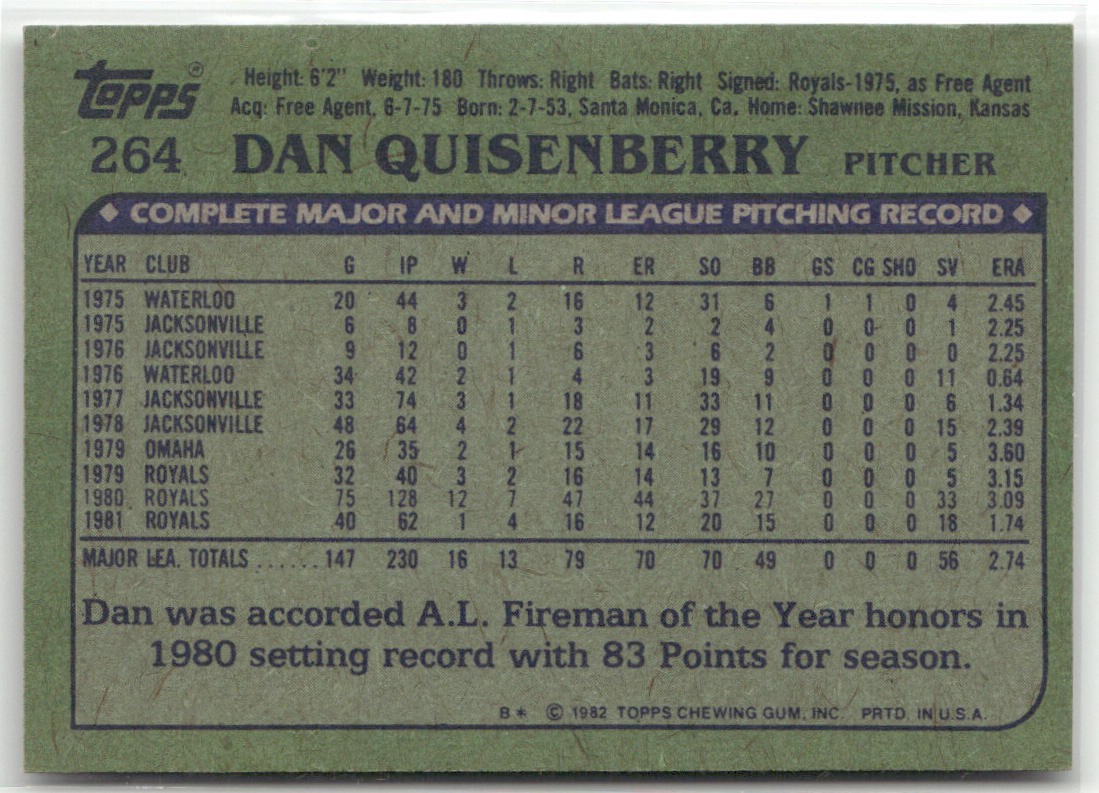 Topps® Height: 6'2" Weight: 180 Throws: Right Bats: Right Signed: Royals-1975, as Free Agent
Acq: Free Agent, 6-7-75 Born: 2-7-53, Santa Monica, Ca. Home: Shawnee Mission, Kansas
264 DAN QUISENBERRY PITCHER
◆ COMPLETE MAJOR AND MINOR LEAGUE PITCHING RECORD ◆
YEAR CLUB G IP W L R ER SO BB GS CG SHO SV ERA
1975 WATERLOO 20 44 3 2 16 12 31 6 1 1 0 4 2.45
1975 JACKSONVILLE 6 8 0 1 3 2 2 4 0 0 0 1 2.25
1976 JACKSONVILLE 9 12 0 1 6 3 6 2 0 0 0 0 2.25
1976 WATERLOO 34 42 2 1 4 3 19 9 0 0 0 11 0.64
1977 JACKSONVILLE 33 74 3 1 18 11 33 11 0 0 0 6 1.34
1978 JACKSONVILLE 48 64 4 2 22 17 29 12 0 0 0 15 2.39
1979 OMAHA 26 35 2 1 15 14 16 10 0 0 0 5 3.60
1979 ROYALS 32 40 3 2 16 14 13 7 0 0 0 5 3.15
1980 ROYALS 75 128 12 7 47 44 37 27 0 0 0 33 3.09
1981 ROYALS 40 62 1 4 16 12 20 15 0 0 0 18 1.74
MAJOR LEA. TOTALS ......147 230 16 13 79 70 70 49 0 0 0 56 2.74
Dan was accorded A.L. Fireman of the Year honors in
1980 setting record with 83 Points for season.
B* © 1982 TOPPS CHEWING GUM, INC. PRTD. IN U.S.A.